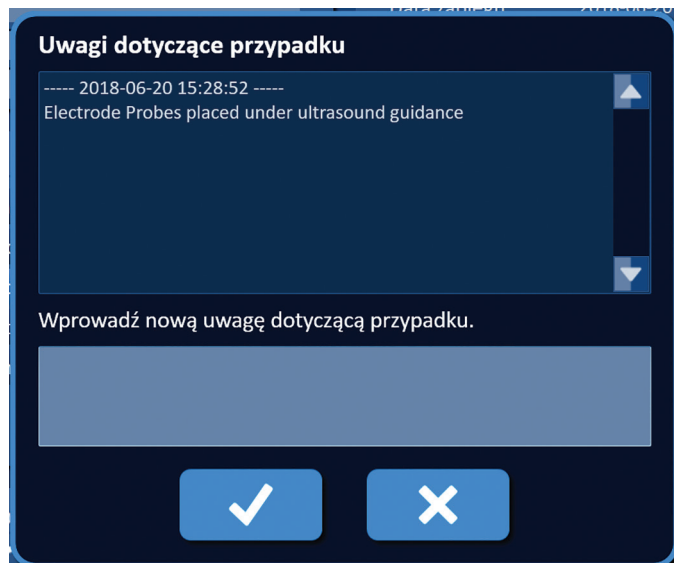 Uwagi dotyczące przypadku
----- 2018-06-20 15:28:52 -----
Electrode Probes placed under ultrasound guidance
Wprowadź nową uwagę dotyczącą przypadku.